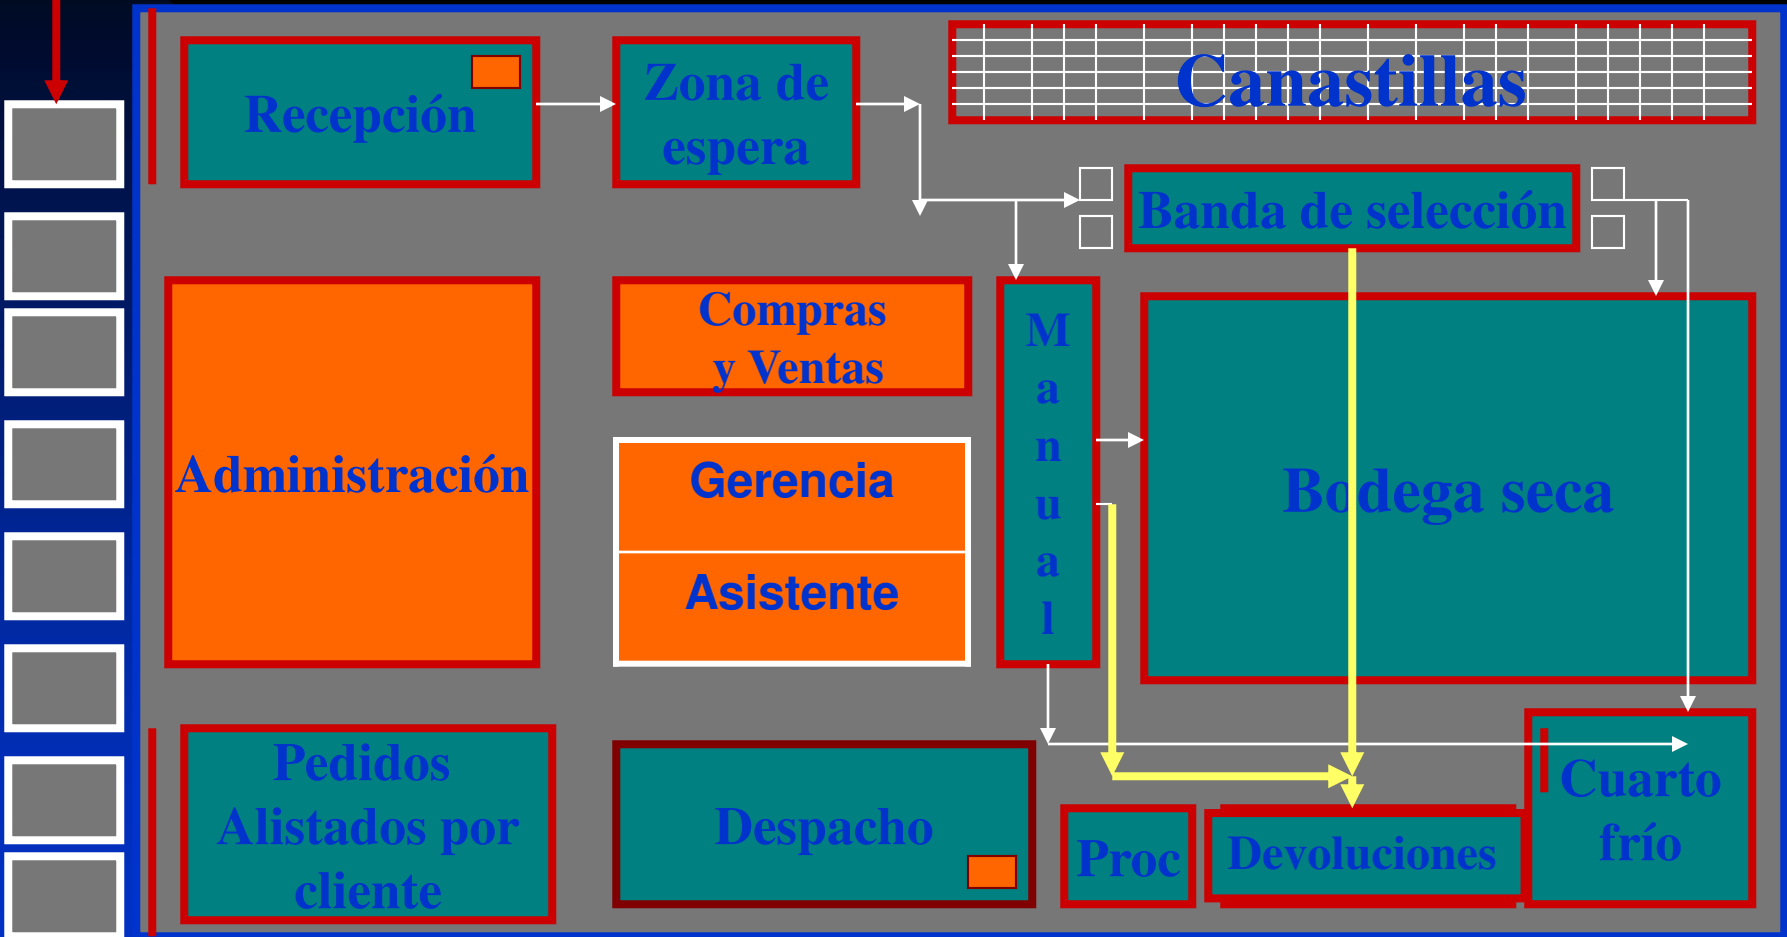 Recepción
Zona de
espera
Canastillas
Banda de selección
Administración
Compras
y Ventas
Gerencia
Asistente
M
a
n
u
a
l
Bodega seca
Pedidos
Alistados por
cliente
Despacho
Proc
Devoluciones
Cuarto
frío